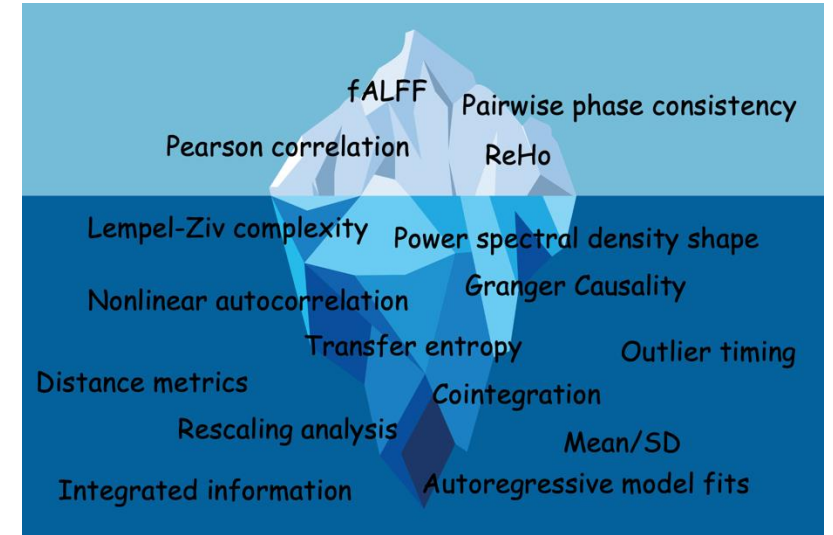 fALFF
Pairwise phase consistency
Pearson correlation
ReHo
Lempel-Ziv complexity
Power spectral density shape
Nonlinear autocorrelation
Granger Causality
Transfer entropy
Outlier timing
Distance metrics
Cointegration
Rescaling analysis
Mean/SD
Integrated information
Autoregressive model fits